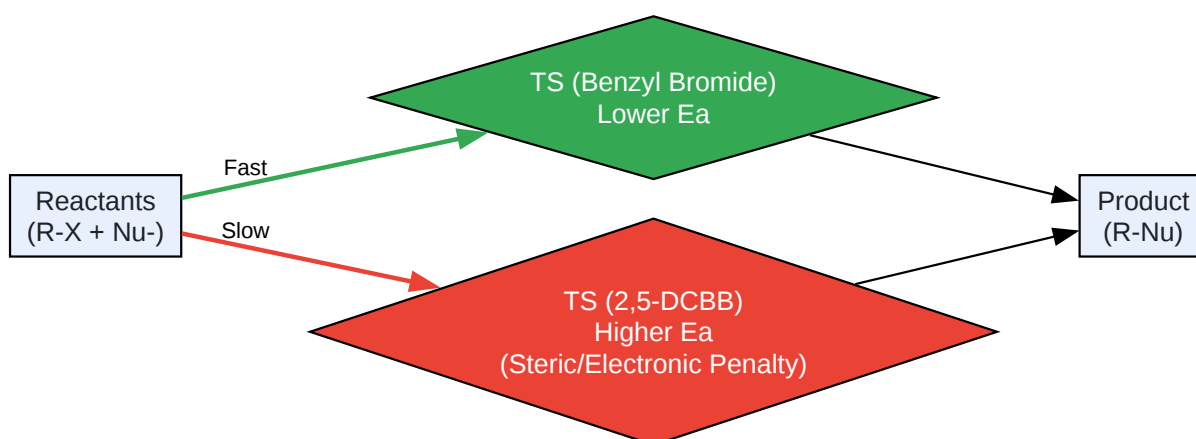 TS (Benzyl Bromide)
Lower Ea
Fast
Reactants
(R-X + Nu-)
Slow
Product
(R-Nu)
TS (2,5-DCBB)
Higher Ea
(Steric/Electronic Penalty)